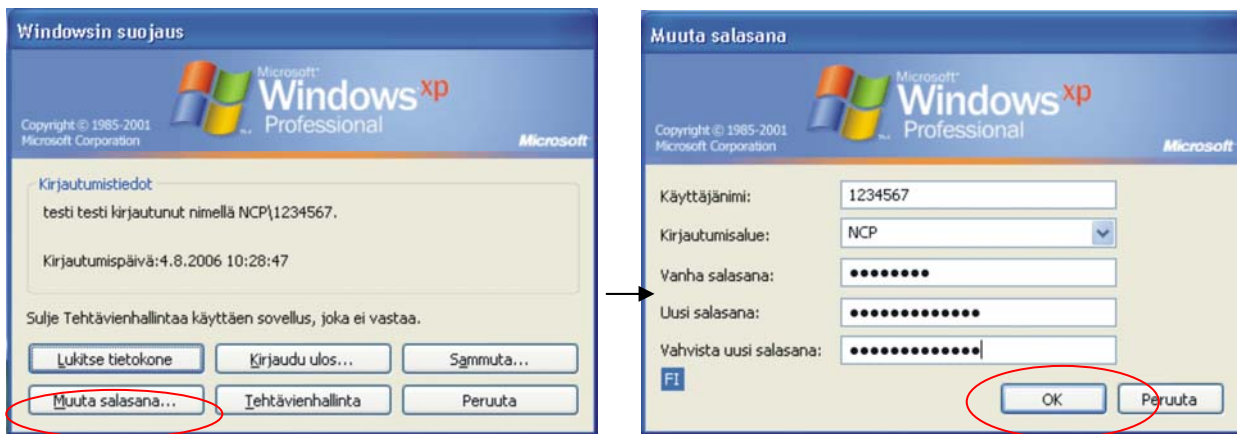 Windowsin suojaus
Microsoft
Windows xp
Professional
Copyright © 1985-2001
Microsoft Corporation
Microsoft
Kirjautumistiedot
testi testi kirjautunut nimellä NCP\1234567.
Kirjautumispäivä:4.8.2006 10:28:47
Sulje Tehtävienhallintaa käyttäen sovellus, joka ei vastaa.
Lukitse tietokone Kirjaudu ulos... Sammuta...
Muuta salasana... Tehtävienhallinta Peruuta
Muuta salasana
Microsoft
Windows xp
Professional
Copyright © 1985-2001
Microsoft Corporation
Microsoft
Käyttäjänimi: 1234567
Kirjautumisalue: NCP
Vanha salasana: ●●●●●●●●
Uusi salasana: ●●●●●●●●●●●●●
Vahvista uusi salasana: ●●●●●●●●●●●●●
FI
OK Peruuta